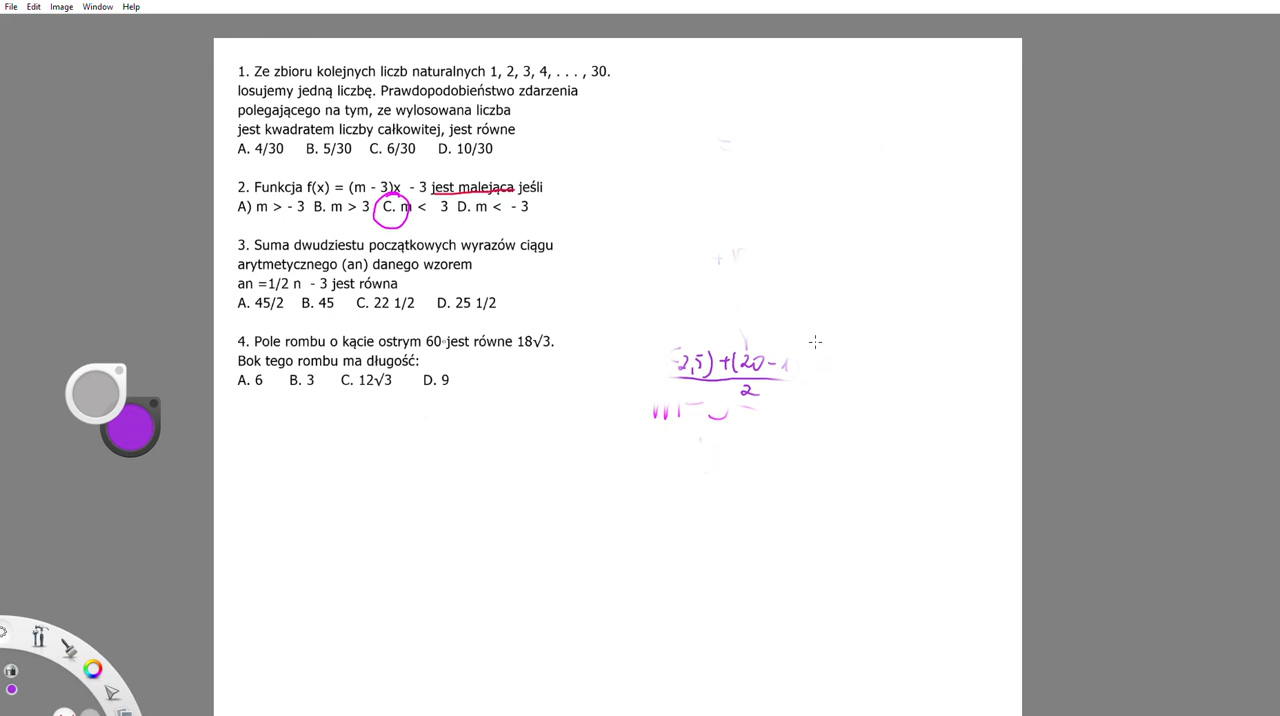 File Edit Image Window Help
1. Ze zbioru kolejnych liczb naturalnych 1, 2, 3, 4, . . . , 30.
losujemy jedną liczbę. Prawdopodobieństwo zdarzenia
polegającego na tym, ze wylosowana liczba
jest kwadratem liczby całkowitej, jest równe
A. 4/30 B. 5/30 C. 6/30 D. 10/30
2. Funkcja f(x) = (m - 3)x - 3 jest malejąca jeśli
A) m > - 3 B. m > 3 C. m < 3 D. m < - 3
3. Suma dwudziestu początkowych wyrazów ciągu
arytmetycznego (an) danego wzorem
an =1/2 n - 3 jest równa
A. 45/2 B. 45 C. 22 1/2 D. 25 1/2
4. Pole rombu o kącie ostrym 60◦jest równe 18√3.
Bok tego rombu ma długość:
A. 6 B. 3 C. 12√3 D. 9
-2,5) + (20 - 1
2